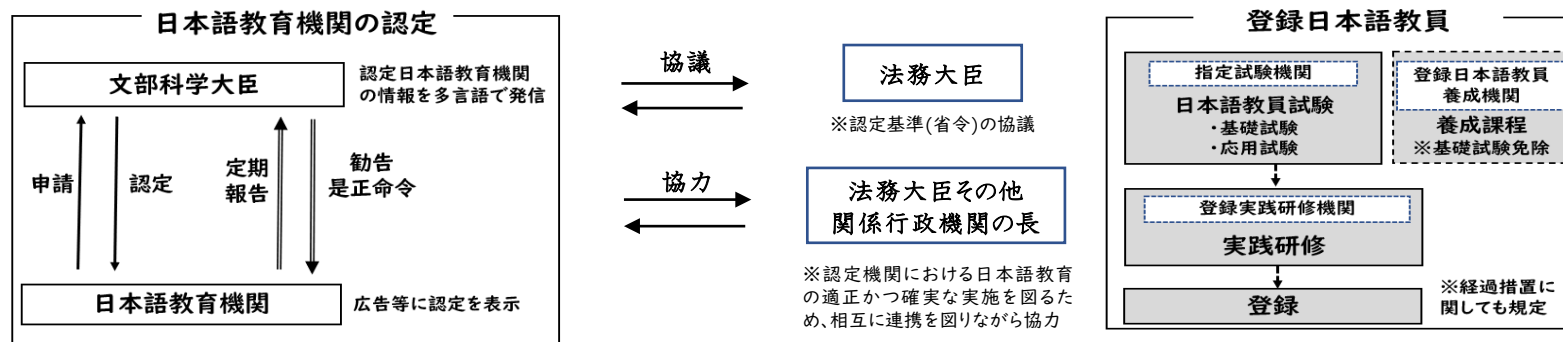 日本語教育機関の認定
文部科学大臣
認定日本語教育機関
の情報を多言語で発信
申請
認定
定期
報告
勧告
是正命令
日本語教育機関
広告等に認定を表示
協議
法務大臣
※認定基準(省令)の協議
協力
法務大臣その他
関係行政機関の長
※認定機関における日本語教育
の適正かつ確実な実施を図るた
め、相互に連携を図りながら協力
登録日本語教員
指定試験機関
日本語教員試験
・基礎試験
・応用試験
登録日本語教員
養成機関
養成課程
※基礎試験免除
登録実践研修機関
実践研修
登録
※経過措置に
関しても規定